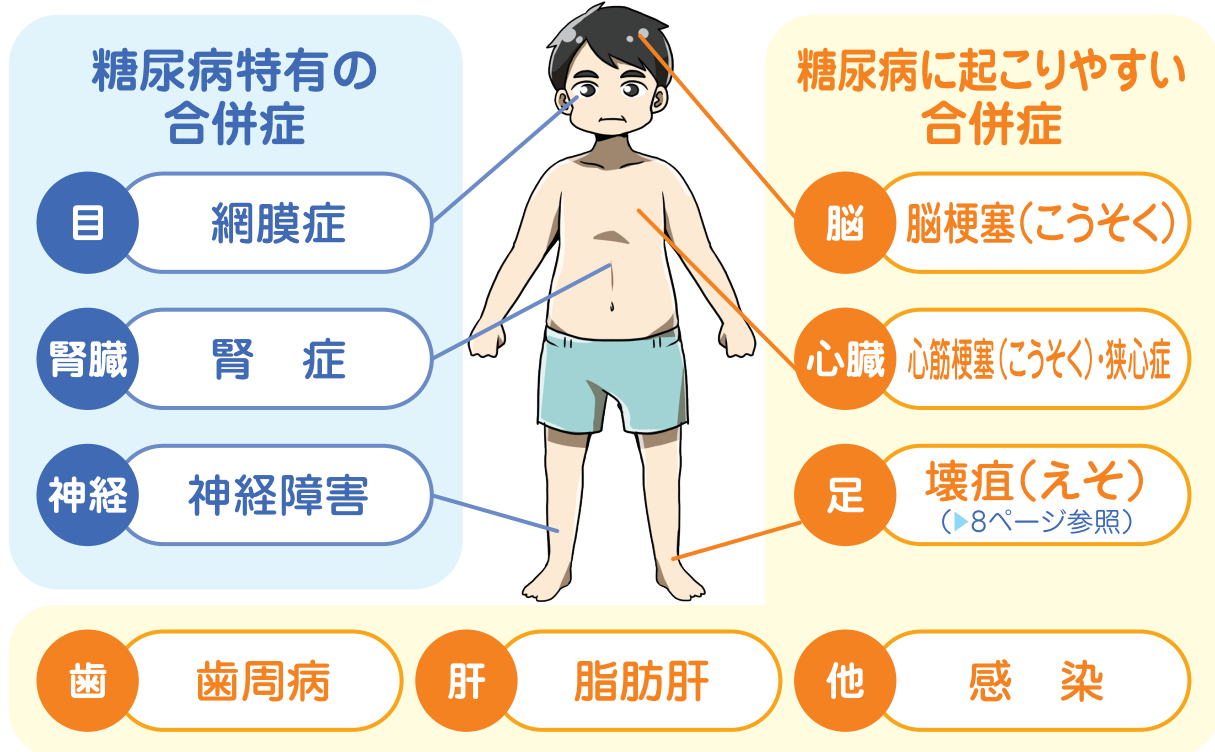 糖尿病特有の
合併症
目 網膜症
腎臓 腎 症
神経 神経障害
糖尿病に起こりやすい
合併症
脳 脳梗塞(こうそく)
心臓 心筋梗塞(こうそく)・狭心症
足 壊疽(えそ)
(▶8ページ参照)
歯 歯周病
肝 脂肪肝
他 感 染